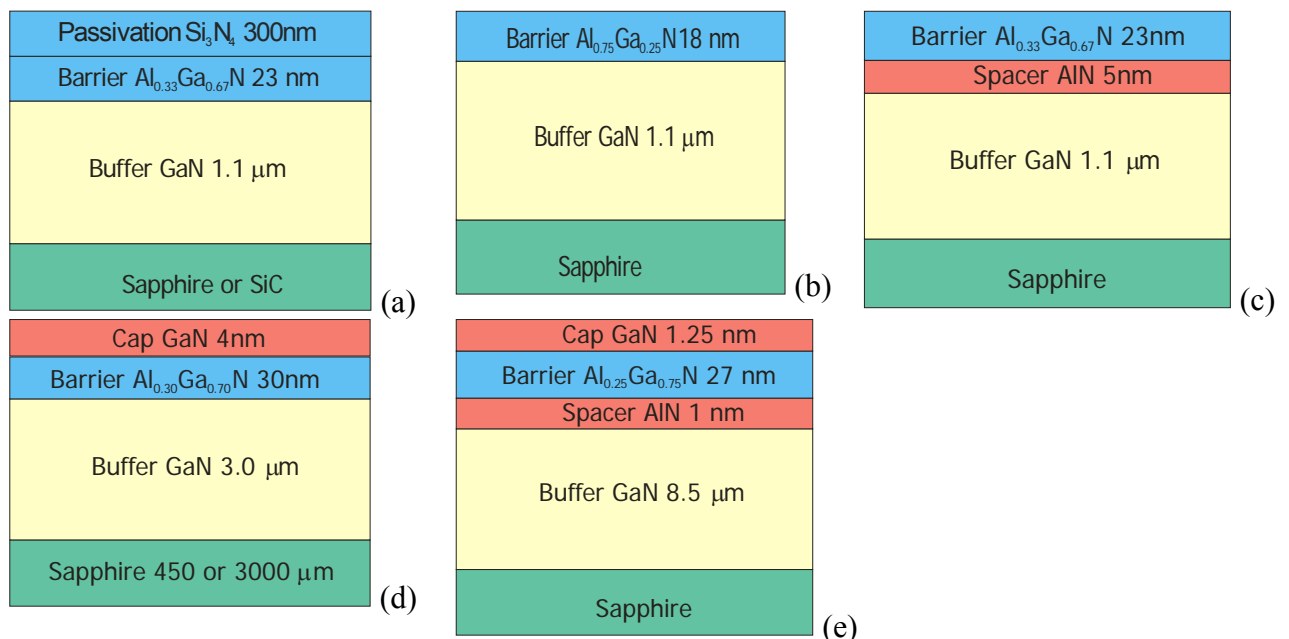 Passivation Si₃N₄ 300nm
Barrier Al₀.₃₃Ga₀.₆₇N 23 nm
Buffer GaN 1.1 μm
Sapphire or SiC
(a)
Barrier Al₀.₇₅Ga₀.₂₅N18 nm
Buffer GaN 1.1 μm
Sapphire
(b)
Barrier Al₀.₃₃Ga₀.₆₇N 23nm
Spacer AlN 5nm
Buffer GaN 1.1 μm
Sapphire
(c)
Cap GaN 4nm
Barrier Al₀.₃₀Ga₀.₇₀N 30nm
Buffer GaN 3.0 μm
Sapphire 450 or 3000 μm
(d)
Cap GaN 1.25 nm
Barrier Al₀.₂₅Ga₀.₇₅N 27 nm
Spacer AlN 1 nm
Buffer GaN 8.5 μm
Sapphire
(e)